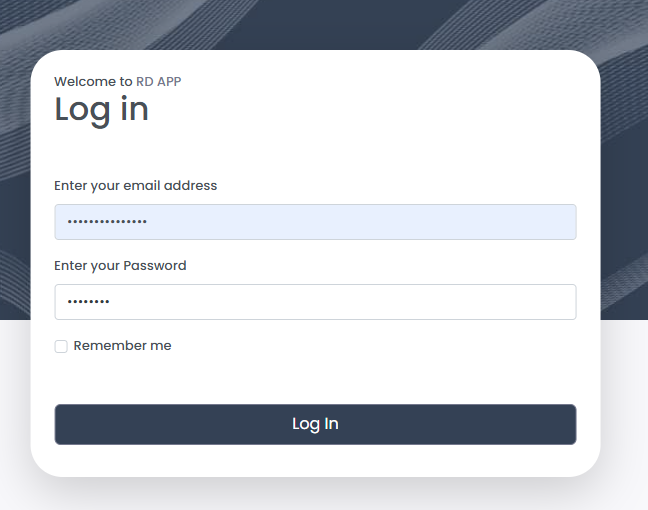 Welcome to RD APP
Log in
Enter your email address
•••••••••••••••
Enter your Password
••••••••
Remember me
Log In